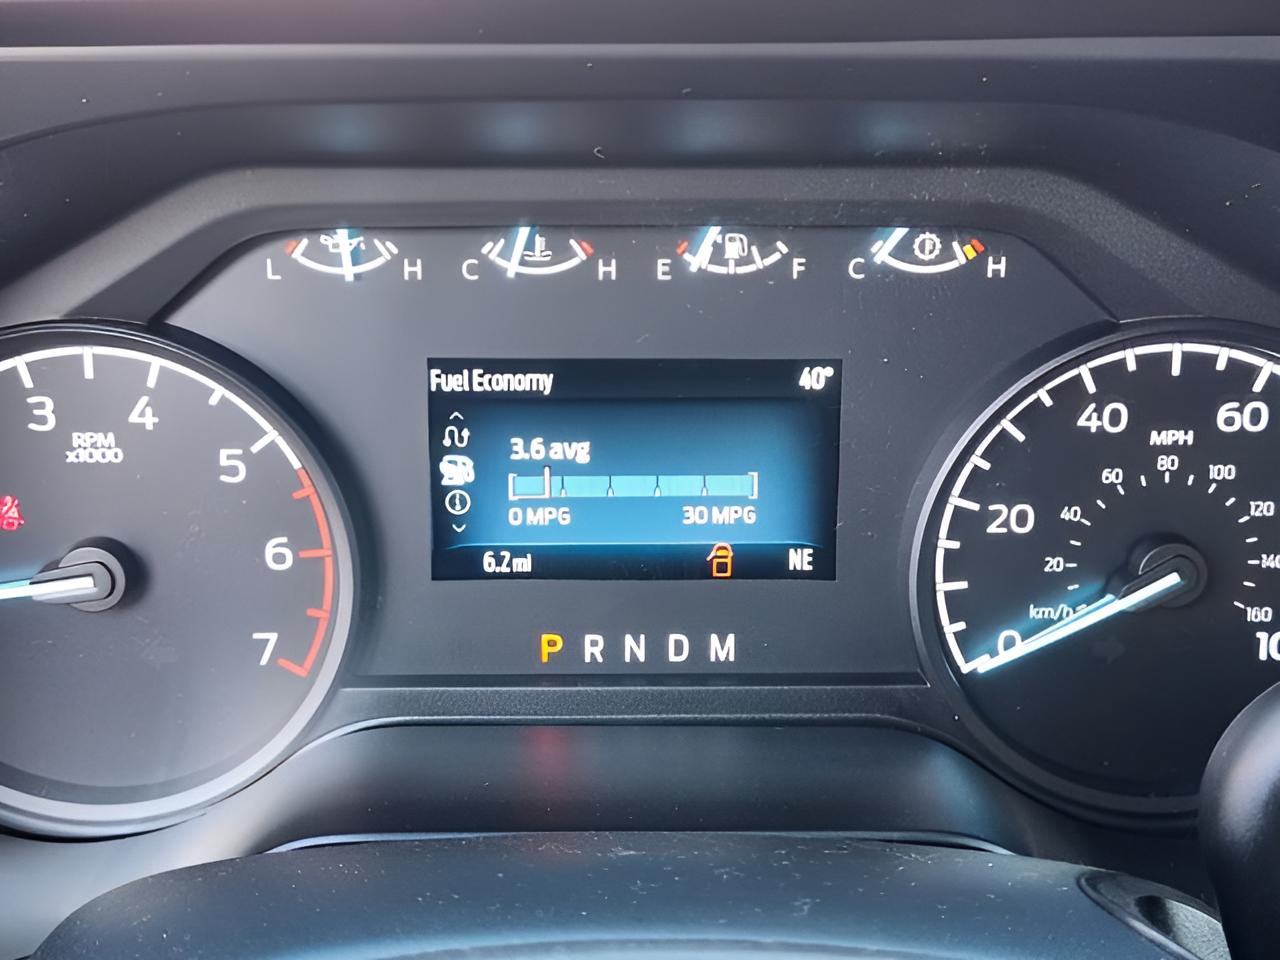 L H
C H
E F
C H
Fuel Economy 40°
3.6 avg
0 MPG 30 MPG
6.2 mi NE
P R N D M
3 4 5 6 7
RPM
x1000
0 20 40 60 10
MPH
20 40 60 80 100 120 140 160
km/h